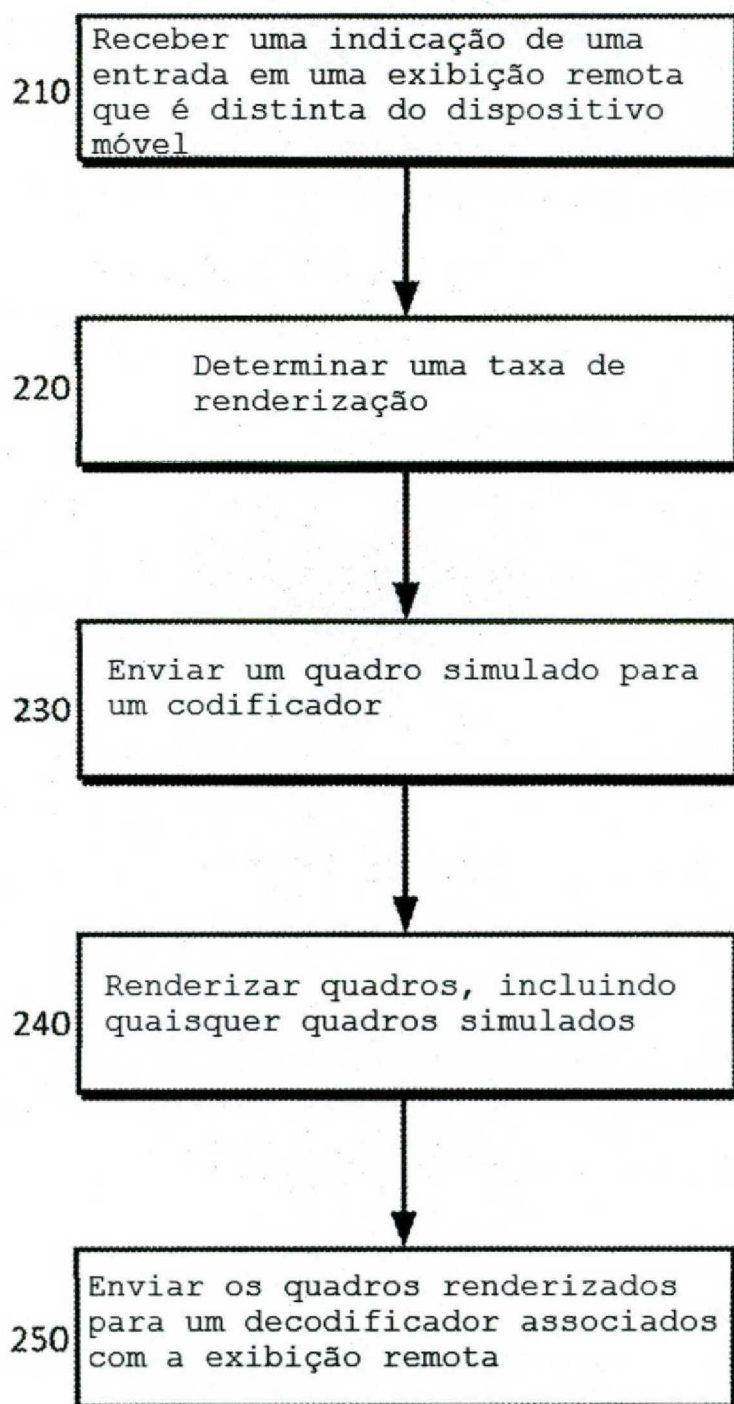 210
Receber uma indicação de uma
entrada em uma exibição remota
que é distinta do dispositivo
móvel
220
Determinar uma taxa de
renderização
230
Enviar um quadro simulado para
um codificador
240
Renderizar quadros, incluindo
quaisquer quadros simulados
250
Enviar os quadros renderizados
para um decodificador associados
com a exibição remota